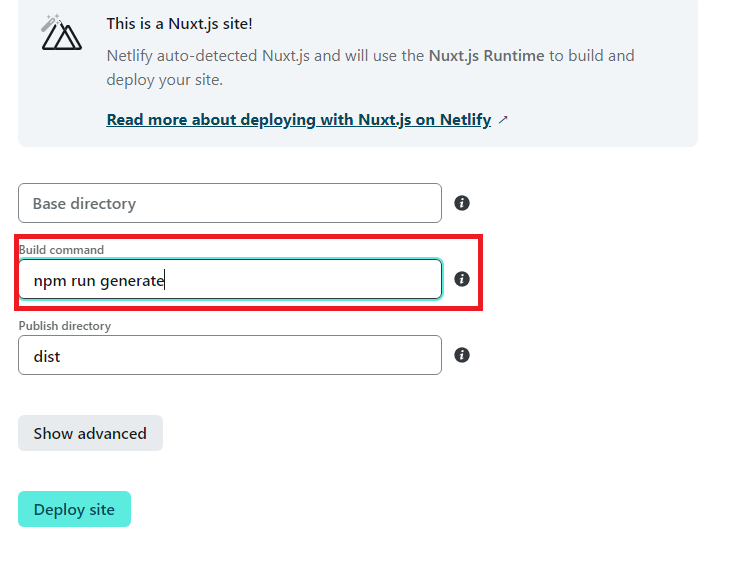 This is a Nuxt.js site!
Netlify auto-detected Nuxt.js and will use the Nuxt.js Runtime to build and
deploy your site.
Read more about deploying with Nuxt.js on Netlify ↗
Base directory
Build command
npm run generate
Publish directory
dist
Show advanced
Deploy site